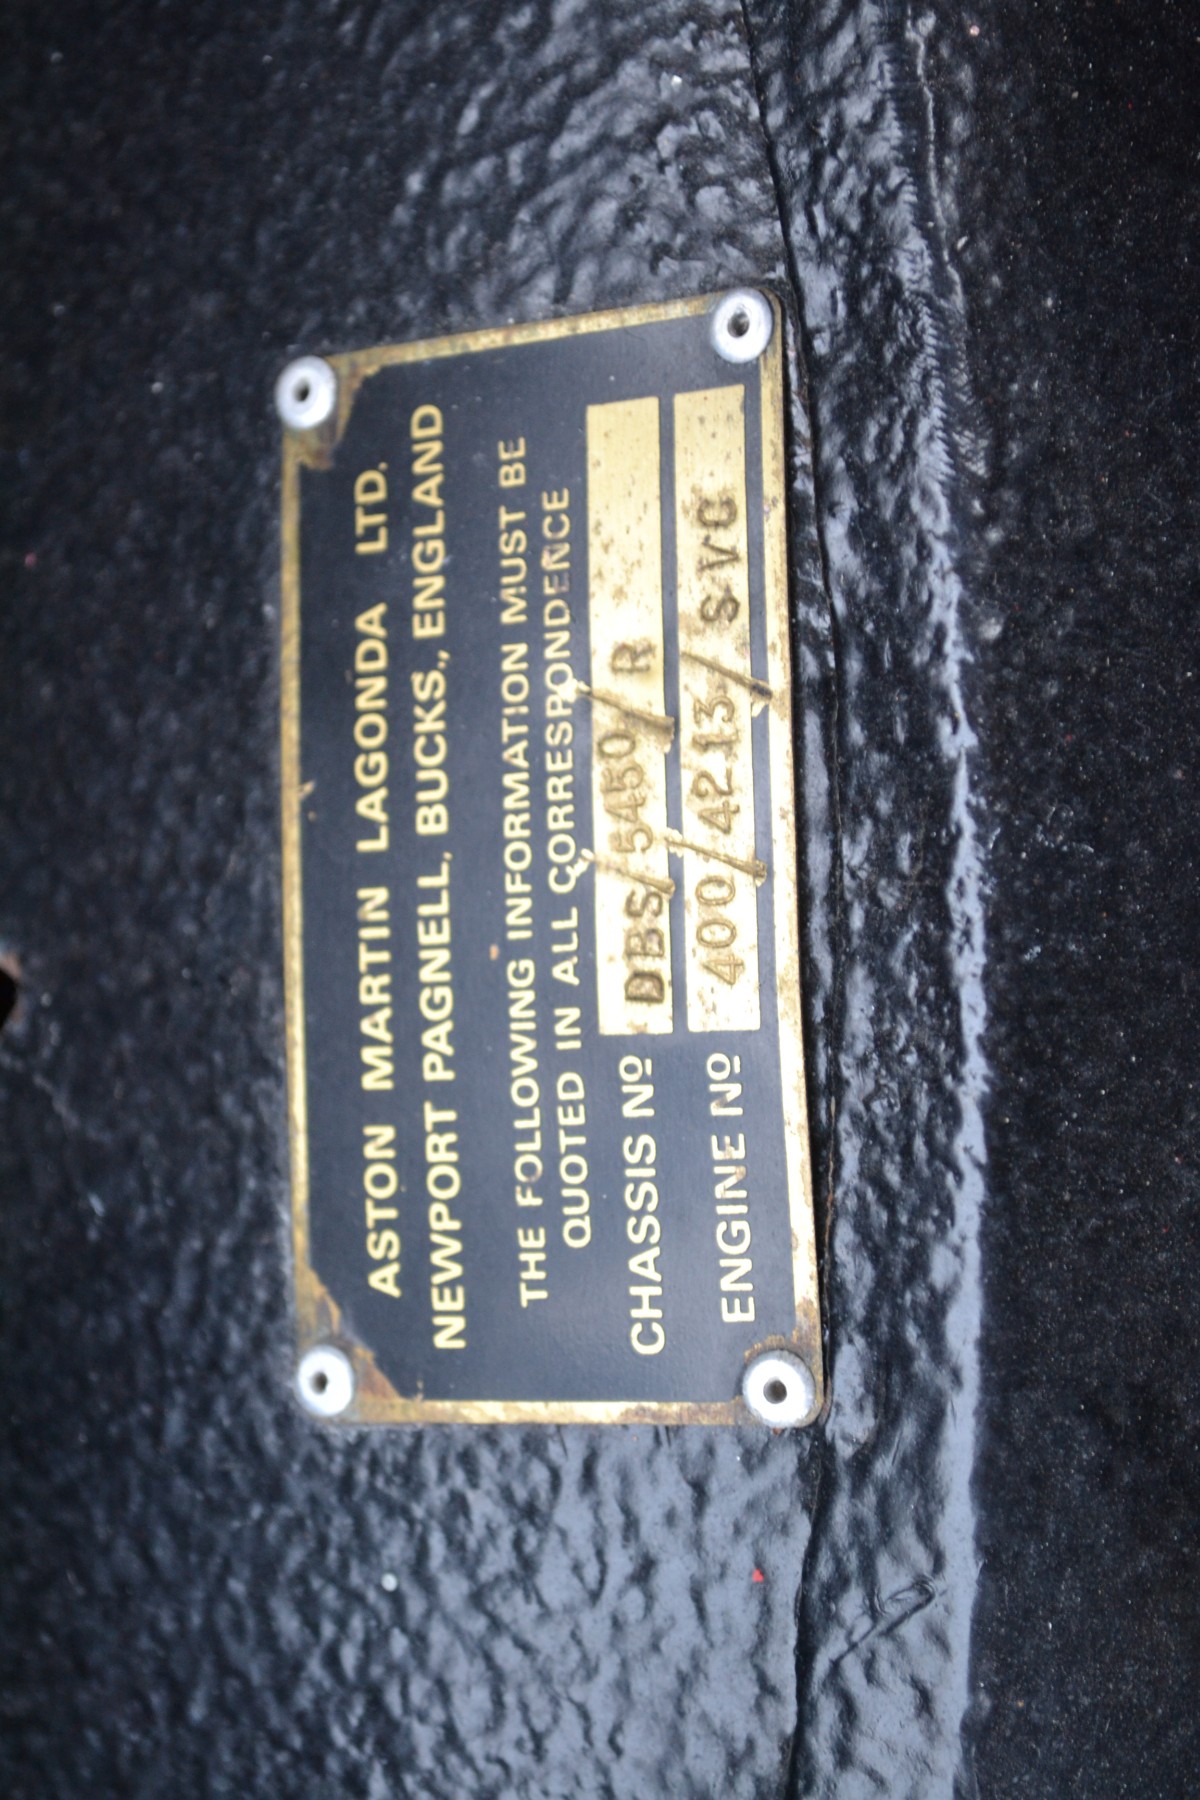 ASTON MARTIN LAGONDA LTD.
NEWPORT PAGNELL, BUCKS., ENGLAND
THE FOLLOWING INFORMATION MUST BE
QUOTED IN ALL CORRESPONDENCE
CHASSIS Nº DBS/5450/R
ENGINE Nº 400/4213/SVC